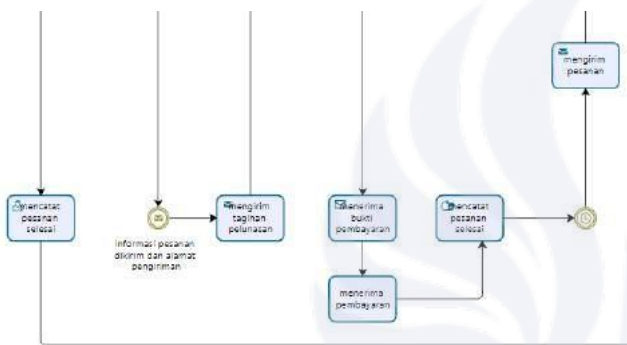 mengirim
pesanan
mencatat
pesanan
selesai
mengirim
tagihan
pelunasan
menerima
bukti
pembayaran
mencatat
pesanan
selesai
informasi pesanan
dikirim dan alamat
pengiriman
menerima
pembayaran